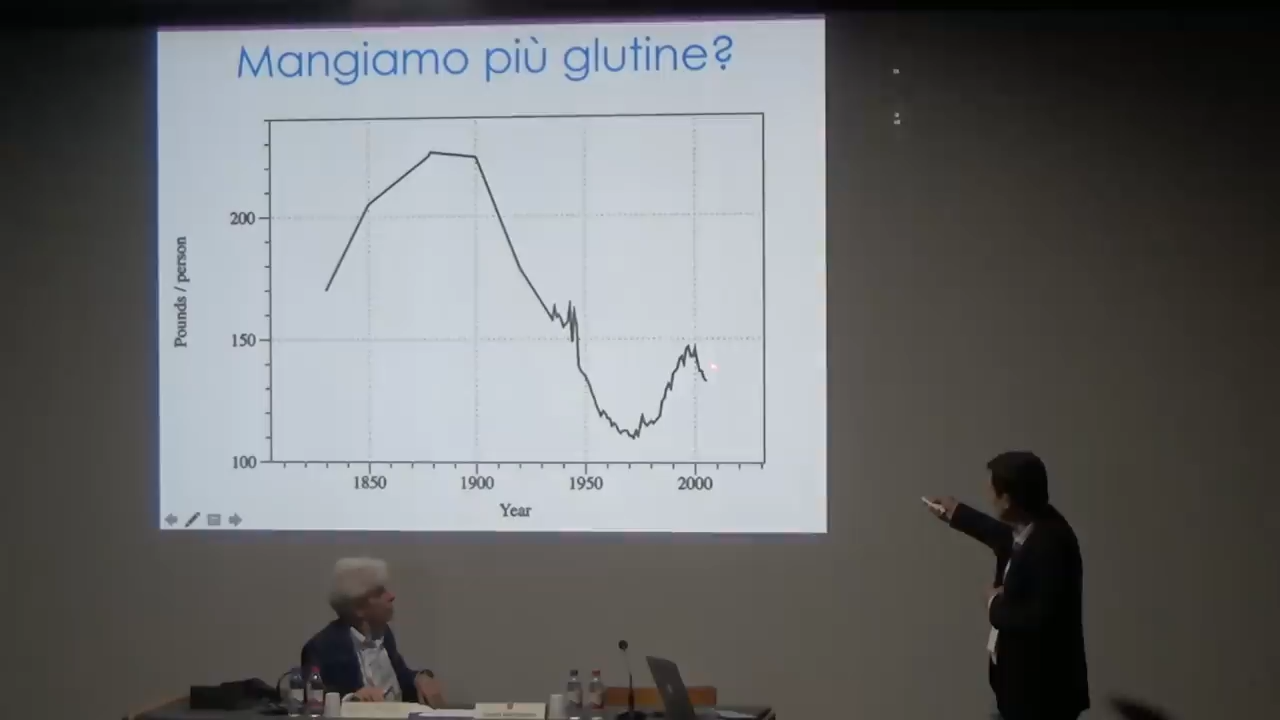 Mangiamo più glutine?
200
150
100
Pounds / person
1850 1900 1950 2000
Year